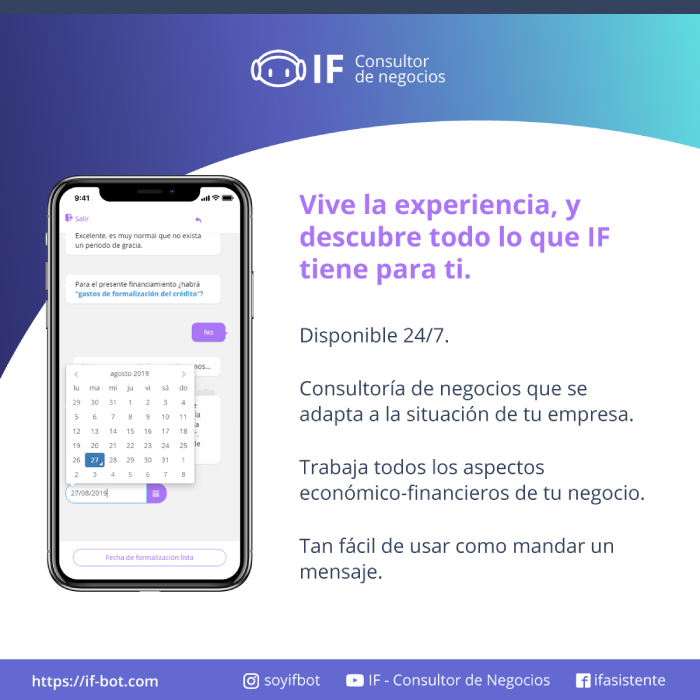 IF Consultor
de negocios
9:41
Salir
Excelente, es muy normal que no exista
un periodo de gracia.
Para el presente financiamiento ¿habrá
"gastos de formalización del crédito"?
No
mos...
agosto 2019
lu ma mi ju vi sá do
29 30 31 1 2 3 4
5 6 7 8 9 10 11
12 13 14 15 16 17 18
19 20 21 22 23 24 25
26 27 28 29 30 31 1
2 3 4 5 6 7 8
27/08/2019
Fecha de formalización lista
Vive la experiencia, y
descubre todo lo que IF
tiene para ti.
Disponible 24/7.
Consultoría de negocios que se
adapta a la situación de tu empresa.
Trabaja todos los aspectos
económico-financieros de tu negocio.
Tan fácil de usar como mandar un
mensaje.
https://if-bot.com
soyifbot
IF - Consultor de Negocios
ifasistente